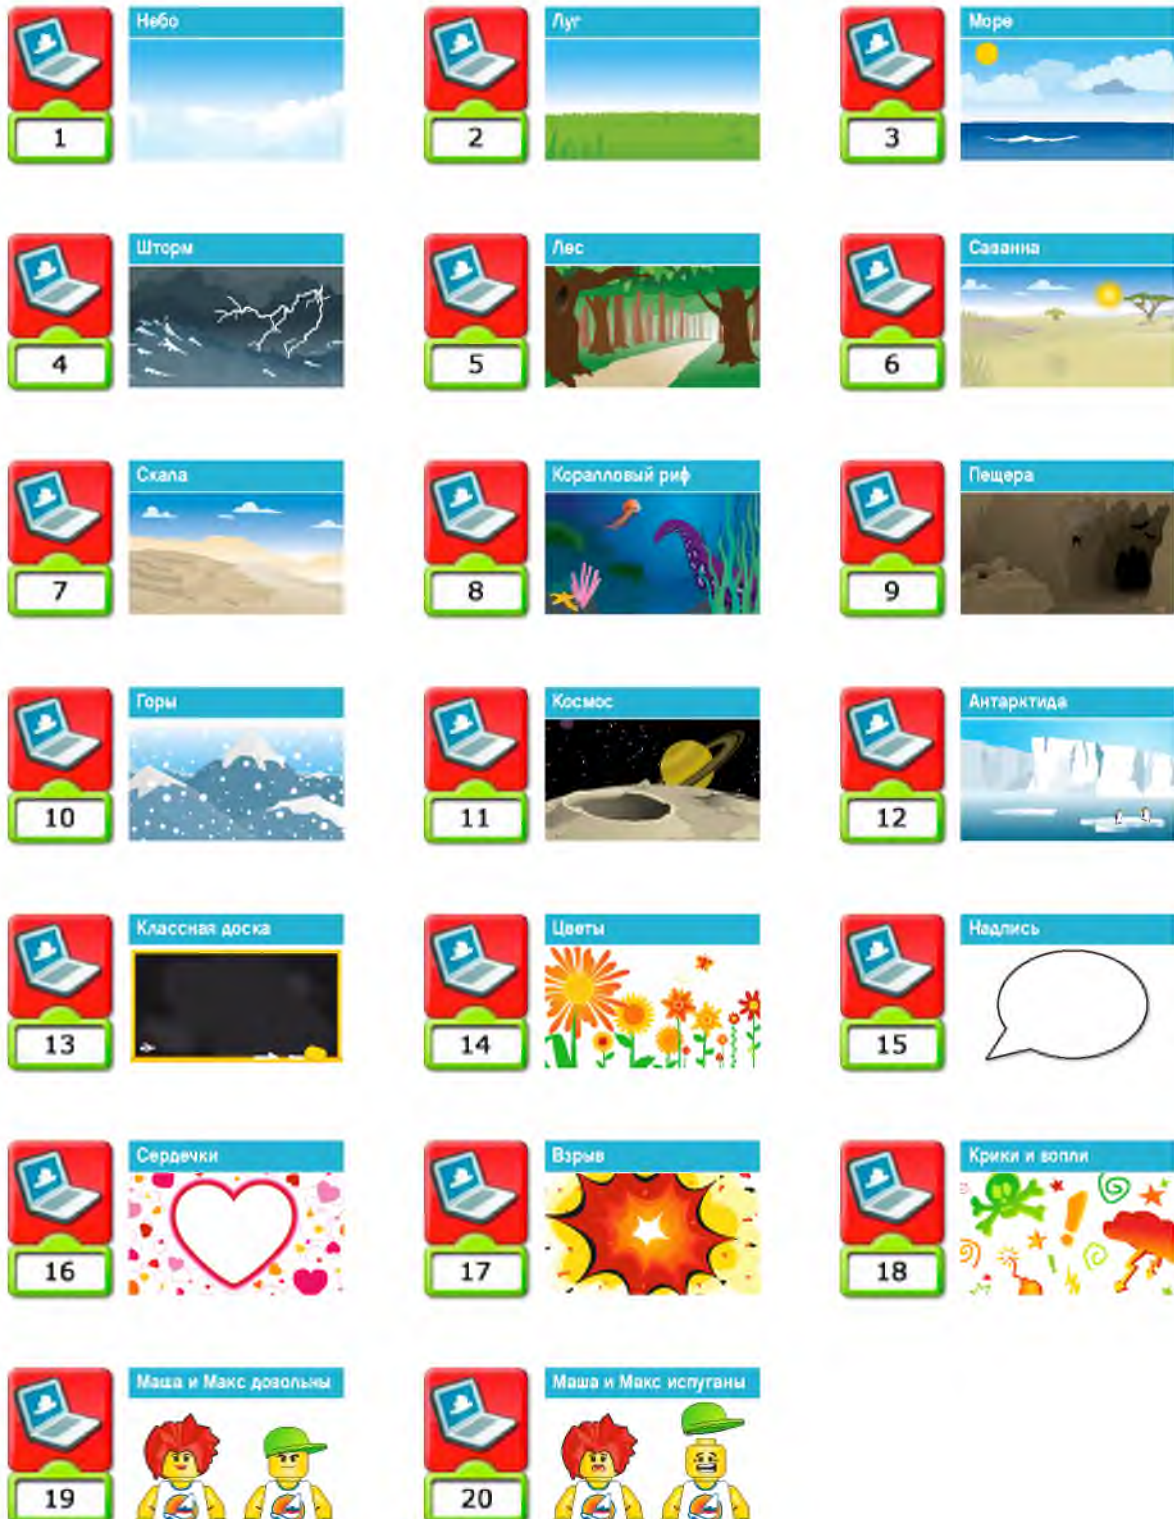 Небо
1
Луг
2
Море
3
Шторм
4
Лес
5
Саванна
6
Скала
7
Коралловый риф
8
Пещера
9
Горы
10
Космос
11
Антарктида
12
Классная доска
13
Цветы
14
Надпись
15
Сердечки
16
Взрыв
17
Крики и вопли
18
Маша и Макс довольны
19
Маша и Макс испуганы
20